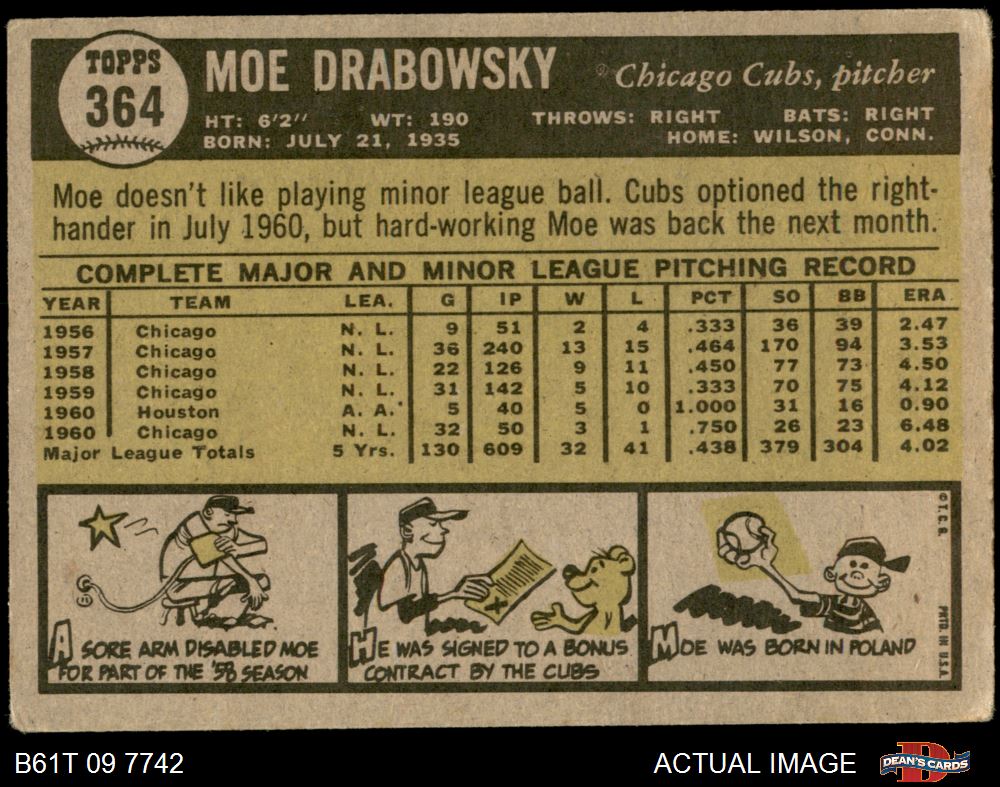 TOPPS
364
MOE DRABOWSKY
Chicago Cubs, pitcher
HT: 6'2" WT: 190 THROWS: RIGHT BATS: RIGHT
BORN: JULY 21, 1935 HOME: WILSON, CONN.
Moe doesn't like playing minor league ball. Cubs optioned the right-
hander in July 1960, but hard-working Moe was back the next month.
COMPLETE MAJOR AND MINOR LEAGUE PITCHING RECORD
YEAR TEAM LEA. G IP W L PCT SO BB ERA
1956 Chicago N. L. 9 51 2 4 .333 36 39 2.47
1957 Chicago N. L. 36 240 13 15 .464 170 94 3.53
1958 Chicago N. L. 22 126 9 11 .450 77 73 4.50
1959 Chicago N. L. 31 142 5 10 .333 70 75 4.12
1960 Houston A. A. 5 40 5 0 1.000 31 16 0.90
1960 Chicago N. L. 32 50 3 1 .750 26 23 6.48
Major League Totals 5 Yrs. 130 609 32 41 .438 379 304 4.02
A SORE ARM DISABLED MOE
FOR PART OF THE '58 SEASON
HE WAS SIGNED TO A BONUS
CONTRACT BY THE CUBS
MOE WAS BORN IN POLAND
© T.C.G. PRTD IN U.S.A.
B61T 09 7742
ACTUAL IMAGE
DEAN'S CARDS